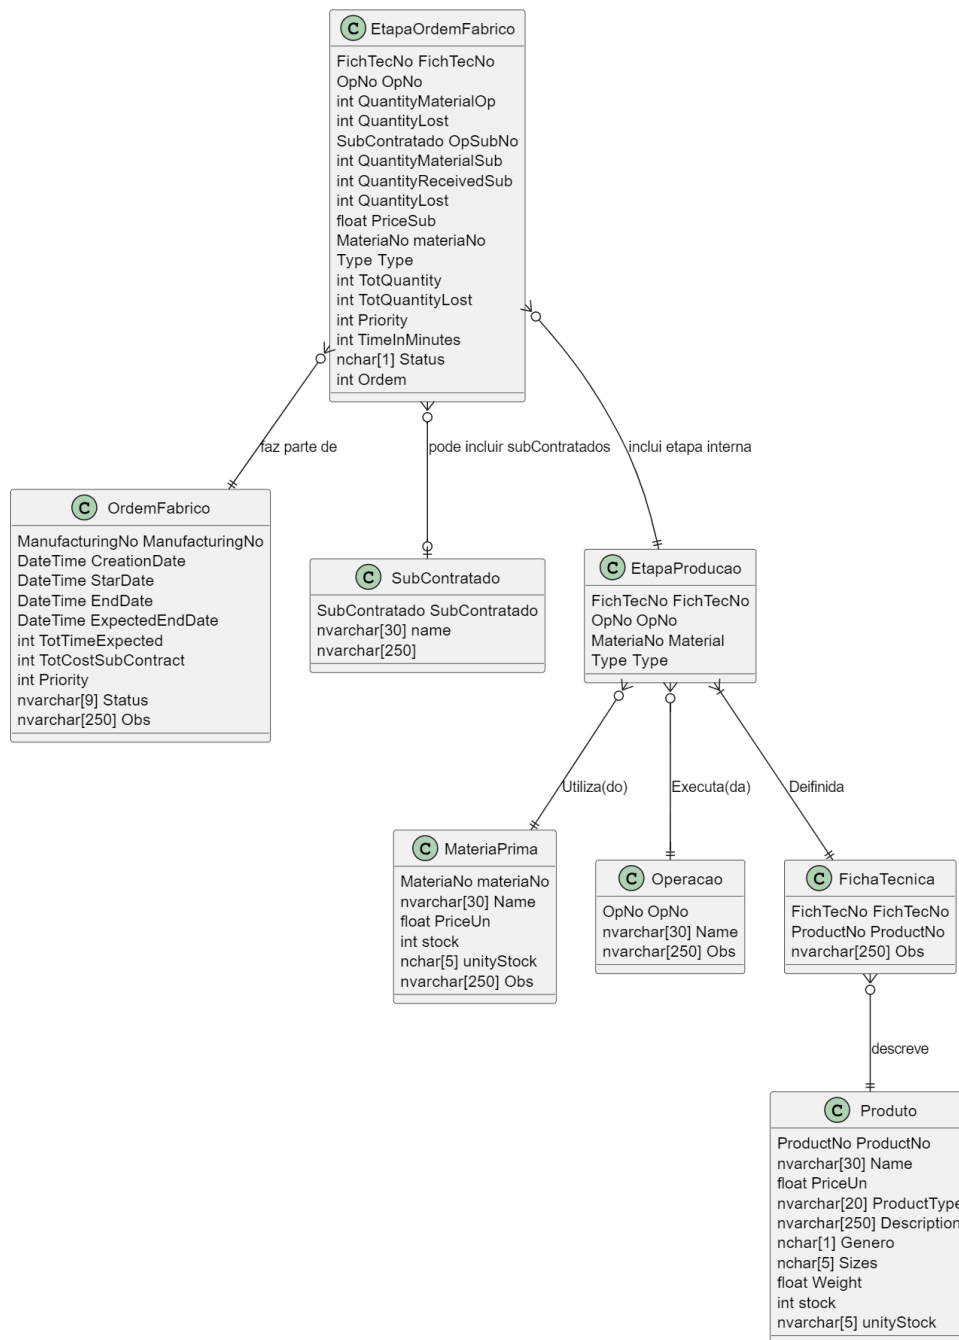 C EtapaOrdemFabrico
FichTecNo FichTecNo
OpNo OpNo
int QuantityMaterialOp
int QuantityLost
SubContratado OpSubNo
int QuantityMaterialSub
int QuantityReceivedSub
int QuantityLost
float PriceSub
MateriaNo materiaNo
Type Type
int TotQuantity
int TotQuantityLost
int Priority
int TimeInMinutes
nchar[1] Status
int Ordem
faz parte de
pode incluir subContratados
inclui etapa interna
C OrdemFabrico
ManufacturingNo ManufacturingNo
DateTime CreationDate
DateTime StarDate
DateTime EndDate
DateTime ExpectedEndDate
int TotTimeExpected
int TotCostSubContract
int Priority
nvarchar[9] Status
nvarchar[250] Obs
C SubContratado
SubContratado SubContratado
nvarchar[30] name
nvarchar[250]
C EtapaProducao
FichTecNo FichTecNo
OpNo OpNo
MateriaNo Material
Type Type
Utiliza(do)
Executa(da)
Deifinida
C MateriaPrima
MateriaNo materiaNo
nvarchar[30] Name
float PriceUn
int stock
nchar[5] unityStock
nvarchar[250] Obs
C Operacao
OpNo OpNo
nvarchar[30] Name
nvarchar[250] Obs
C FichaTecnica
FichTecNo FichTecNo
ProductNo ProductNo
nvarchar[250] Obs
descreve
C Produto
ProductNo ProductNo
nvarchar[30] Name
float PriceUn
nvarchar[20] ProductType
nvarchar[250] Description
nchar[1] Genero
nchar[5] Sizes
float Weight
int stock
nvarchar[5] unityStock